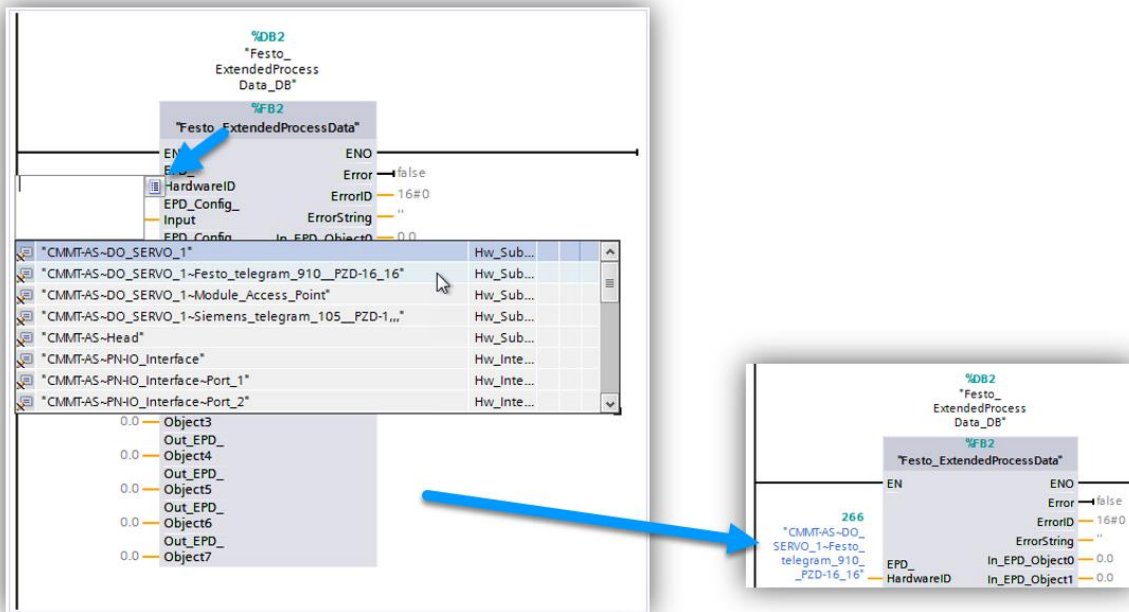 %DB2
"Festo_
ExtendedProcess
Data_DB"
%FB2
"Festo_ExtendedProcessData"
EN ENO
EPD_ Error false
HardwareID ErrorID 16#0
EPD_Config_
Input ErrorString ''
EPD_Config_ In_EPD_Object0 0.0
"CMMT-AS~DO_SERVO_1" Hw_Sub...
"CMMT-AS~DO_SERVO_1~Festo_telegram_910__PZD-16_16" Hw_Sub...
"CMMT-AS~DO_SERVO_1~Module_Access_Point" Hw_Sub...
"CMMT-AS~DO_SERVO_1~Siemens_telegram_105__PZD-1,,," Hw_Sub...
"CMMT-AS~Head" Hw_Sub...
"CMMT-AS~PN-IO_Interface" Hw_Inte...
"CMMT-AS~PN-IO_Interface~Port_1" Hw_Inte...
"CMMT-AS~PN-IO_Interface~Port_2" Hw_Inte...
0.0 Object3
Out_EPD_
0.0 Object4
Out_EPD_
0.0 Object5
Out_EPD_
0.0 Object6
Out_EPD_
0.0 Object7
%DB2
"Festo_
ExtendedProcess
Data_DB"
%FB2
"Festo_ExtendedProcessData"
EN ENO
Error false
266
ErrorID 16#0
"CMMT-AS~DO_
SERVO_1~Festo_ ErrorString ''
telegram_910_ EPD_ In_EPD_Object0 0.0
_PZD-16_16" HardwareID In_EPD_Object1 0.0